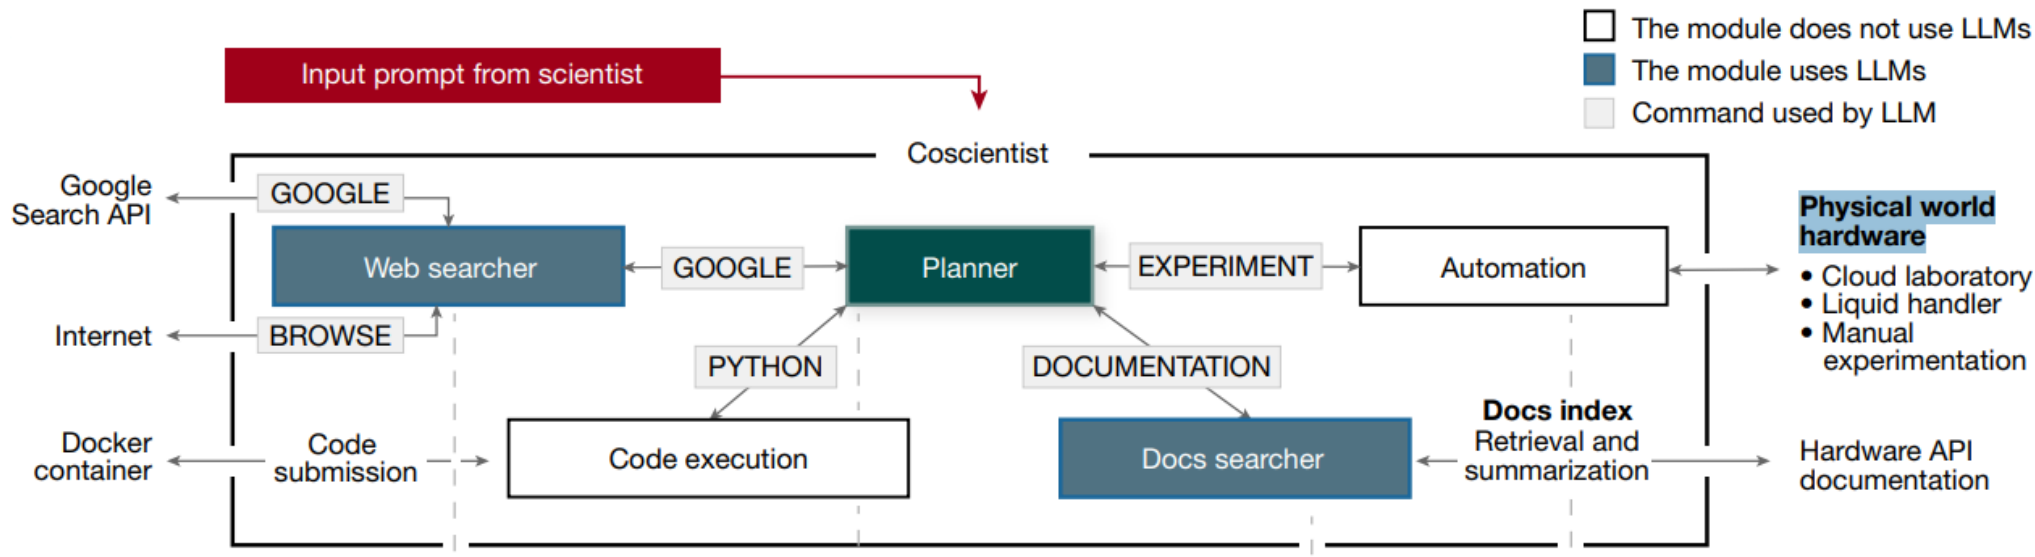 The module does not use LLMs
The module uses LLMs
Command used by LLM
Input prompt from scientist
Coscientist
Google
Search API
GOOGLE
Web searcher
GOOGLE
Planner
EXPERIMENT
Automation
Physical world
hardware
• Cloud laboratory
• Liquid handler
• Manual
experimentation
Internet
BROWSE
PYTHON
DOCUMENTATION
Docker
container
Code
submission
Code execution
Docs searcher
Docs index
Retrieval and
summarization
Hardware API
documentation